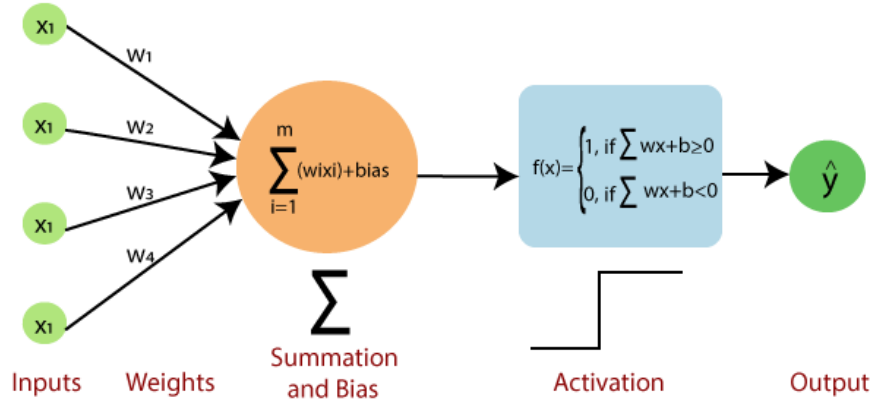 x1
x1
x1
x1
w1
w2
w3
w4
m
∑(wixi)+bias
i=1
f(x)={1, if ∑ wx+b≥0
0, if ∑ wx+b<0
ŷ
∑
Inputs
Weights
Summation
and Bias
Activation
Output